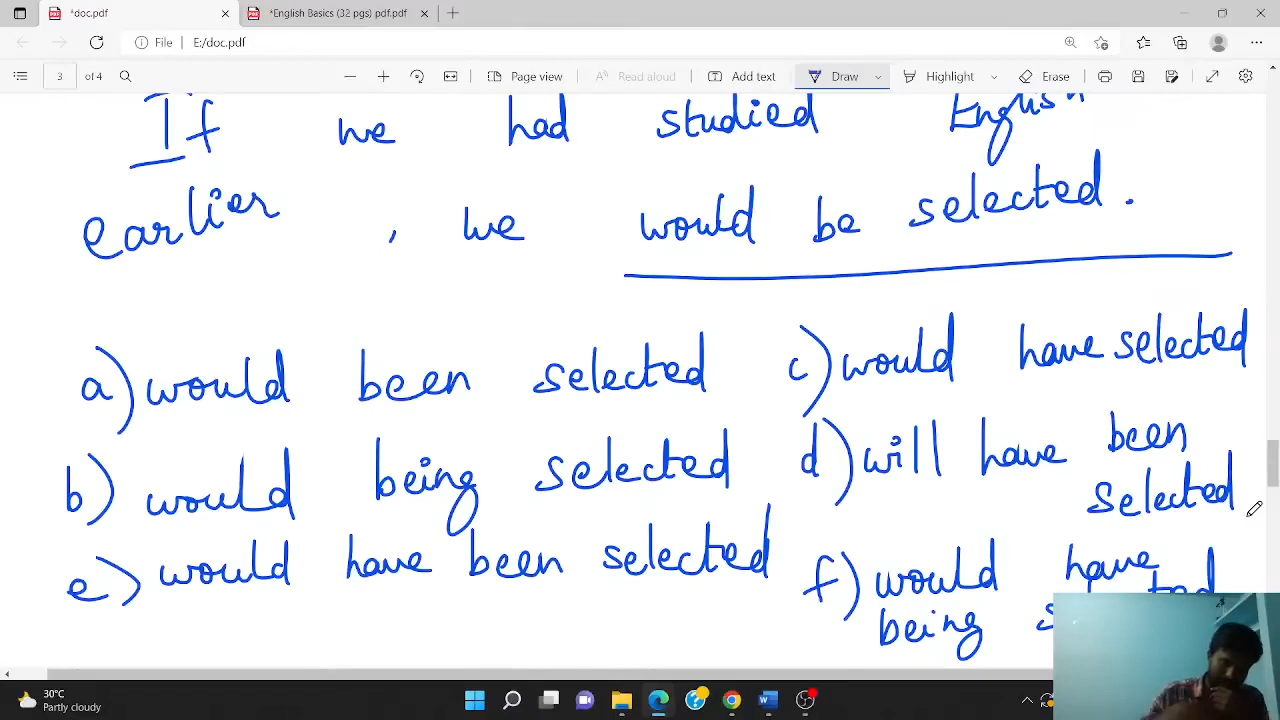 *doc.pdf
*English Basics (32 pgs) pdf.pdf
File E:/doc.pdf
3 of 4 Page view Read aloud Add text Draw Highlight Erase
If we had studied English
earlier, we would be selected.
a) would been selected
c) would have selected
b) would being selected
d) will have been
selected
e) would have been selected
f) would have
being
30°C
Partly cloudy